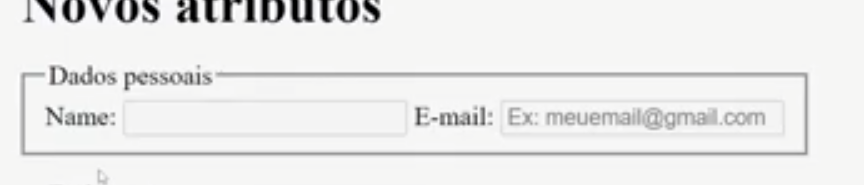 Novos atributos
Dados pessoais
Name: E-mail: Ex: meuemail@gmail.com